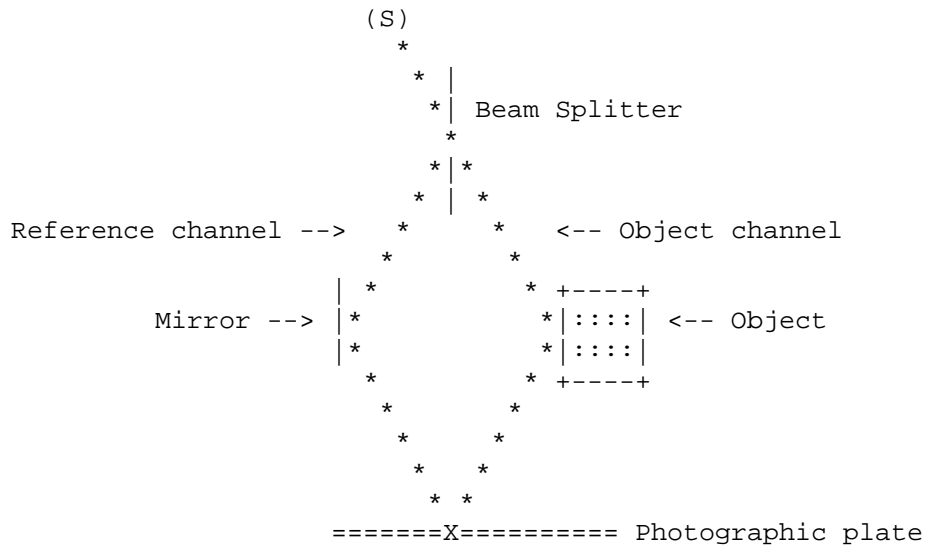 (S)
Beam Splitter
Reference channel --> <-- Object channel
Mirror --> <-- Object
X
Photographic plate